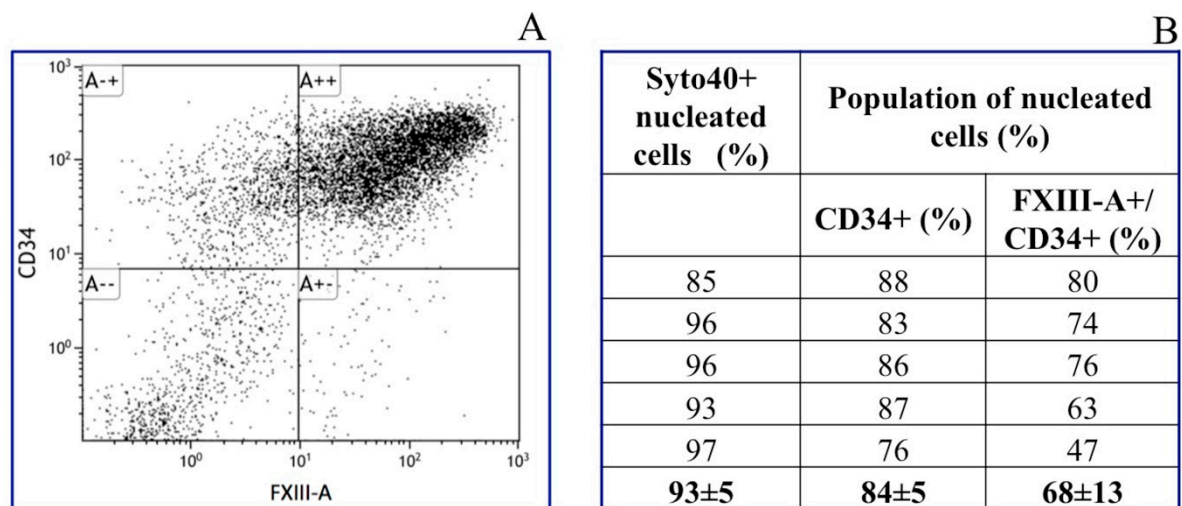 A
10³
A-+
A++
10²
CD34
10¹
A--
A+-
10⁰
10⁰ 10¹ 10² 10³
FXIII-A
B
Syto40+
nucleated
cells (%)
Population of nucleated
cells (%)
CD34+ (%)
FXIII-A+/
CD34+ (%)
85 88 80
96 83 74
96 86 76
93 87 63
97 76 47
93±5 84±5 68±13